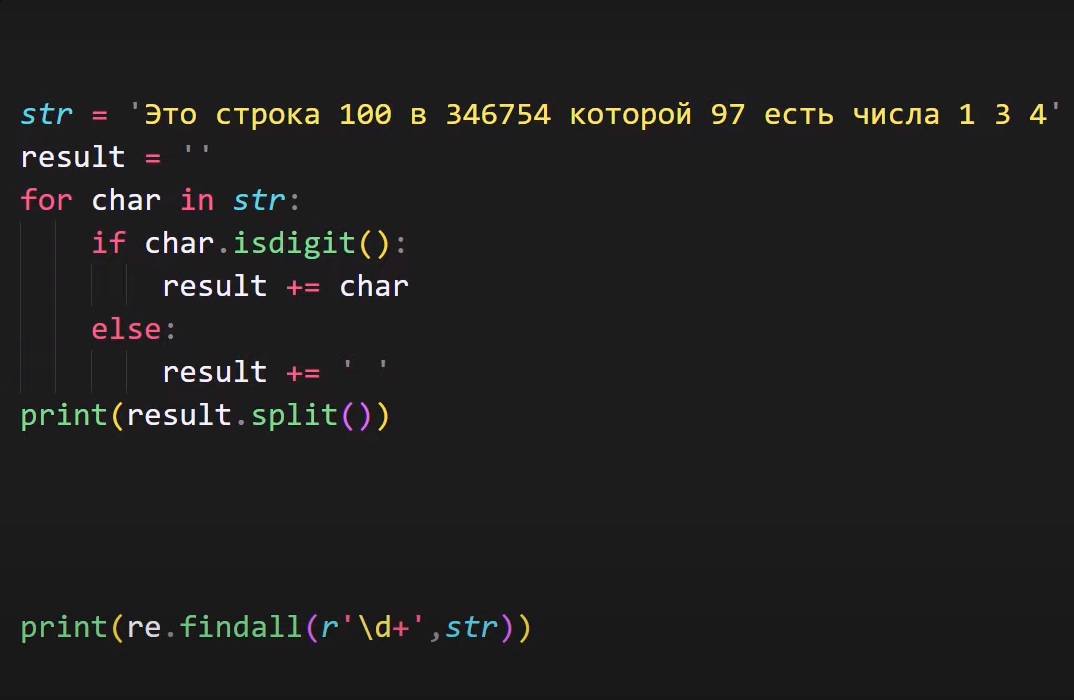 str = 'Это строка 100 в 346754 которой 97 есть числа 1 3 4'
result = ''
for char in str:
    if char.isdigit():
        result += char
    else:
        result += ' '
print(result.split())
print(re.findall(r'\d+',str))